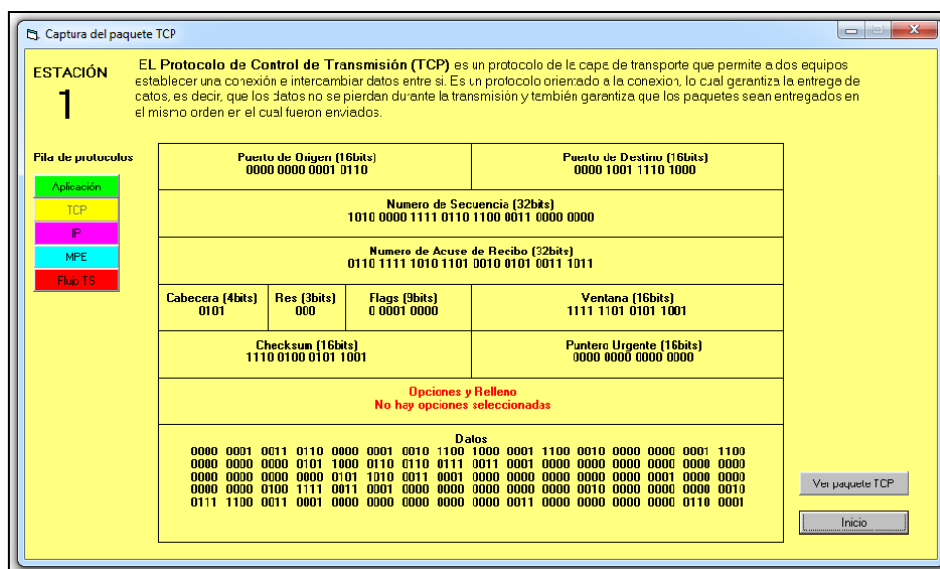 Captura del paquete TCP
ESTACIÓN
1
EL Protocolo de Control de Transmisión (TCP) es un protocolo de la capa de transporte que permite a dos equipos
establecer una conexión e intercambiar datos entre si. Es un protocolo orientado a la conexion, lo cual garantiza la entrega de
datos, es decir, que los datos no se pierdan durante la transmisión y también garantiza que los paquetes sean entregados en
el mismo orden en el cual fueron enviados.
Pila de protocolos
Aplicación
TCP
IP
MPE
Flujo TS
Puerto de Origen (16bits)
0000 0000 0001 0110
Puerto de Destino (16bits)
0000 1001 1110 1000
Numero de Secuencia (32bits)
1010 0000 1111 0110 1100 0011 0000 0000
Numero de Acuse de Recibo (32bits)
0110 1111 1010 1101 0010 0101 0011 1011
Cabecera (4bits)
0101
Res (3bits)
000
Flags (9bits)
0 0001 0000
Ventana (16bits)
1111 1101 0101 1001
Checksum (16bits)
1110 0100 0101 1001
Puntero Urgente (16bits)
0000 0000 0000 0000
Opciones y Relleno
No hay opciones seleccionadas
Datos
0000 0001 0011 0110 0000 0001 0010 1100 1000 0001 1100 0010 0000 0000 0001 1100
0000 0000 0000 0101 1000 0110 0110 0111 0011 0001 0000 0000 0000 0000 0000 0000
0000 0000 0000 0000 0101 1010 0011 0001 0000 0000 0000 0000 0000 0001 0000 0000
0000 0000 0100 1111 0011 0001 0000 0000 0000 0000 0000 0010 0000 0000 0000 0010
0111 1100 0011 0001 0000 0000 0000 0000 0000 0011 0000 0000 0000 0000 0110 0001
Ver paquete TCP
Inicio